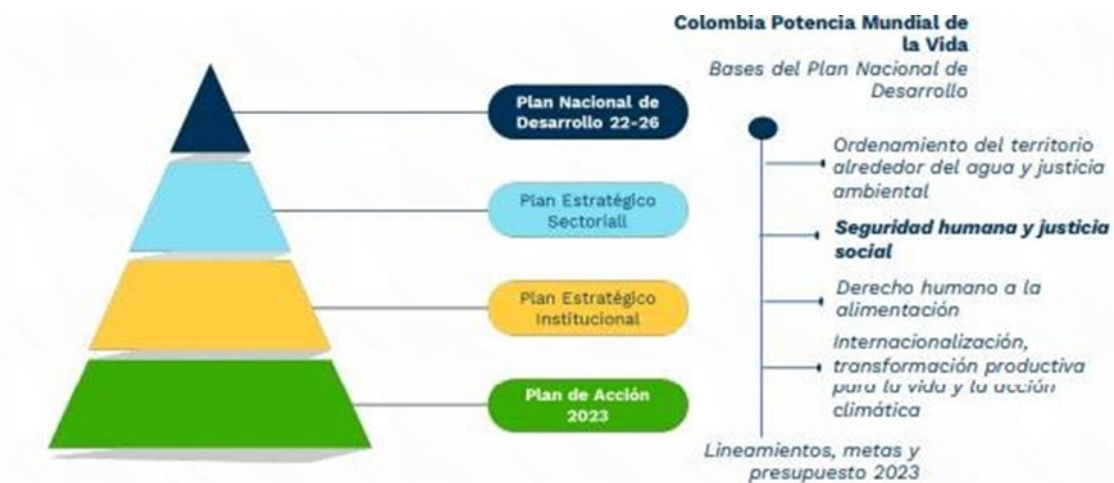 Colombia Potencia Mundial de
la Vida
Bases del Plan Nacional de
Desarrollo
Plan Nacional de
Desarrollo 22-26
Plan Estratégico
Sectoriall
Plan Estratégico
Institucional
Plan de Acción
2023
Ordenamiento del territorio
alrededor del agua y justicia
ambiental
Seguridad humana y justicia
social
Derecho humano a la
alimentación
Internacionalización,
transformación productiva
para la vida y la acción
climática
Lineamientos, metas y
presupuesto 2023